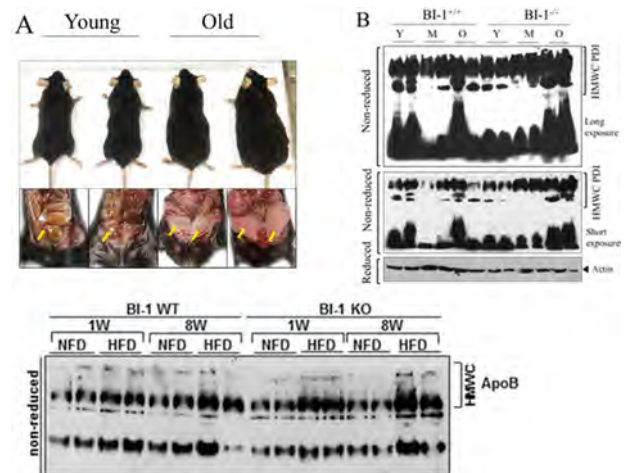 A
Young Old
B
BI-1+/+ BI-1-/-
Y M O Y M O
Non-reduced
HMWC PDI
Long exposure
Non-reduced
HMWC PDI
Short exposure
Reduced
Actin
BI-1 WT BI-1 KO
1W 8W 1W 8W
NFD HFD NFD HFD NFD HFD NFD HFD
non-reduced
HMWC
ApoB